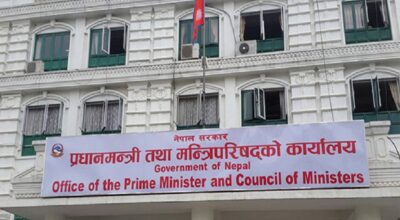 नेपाल सरकार
प्रधानमन्त्री तथा मन्त्रिपरिषद्को कार्यालय
Government of Nepal
Office of the Prime Minister and Council of Ministers